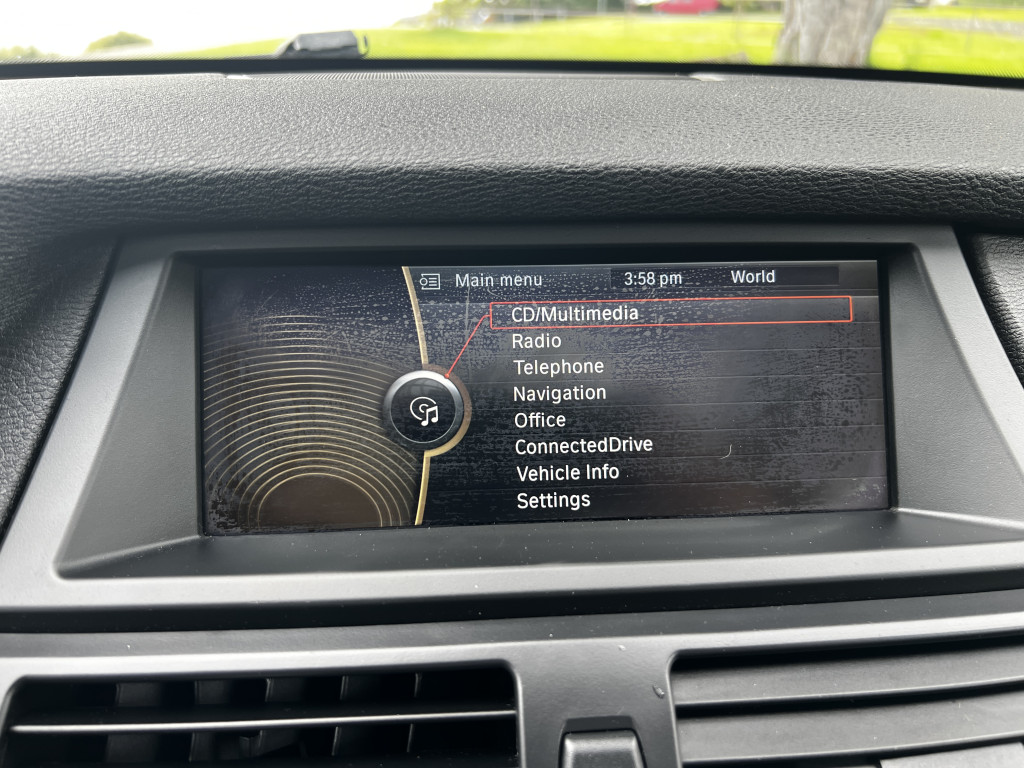 Main menu 3:58 pm World
CD/Multimedia
Radio
Telephone
Navigation
Office
ConnectedDrive
Vehicle Info
Settings